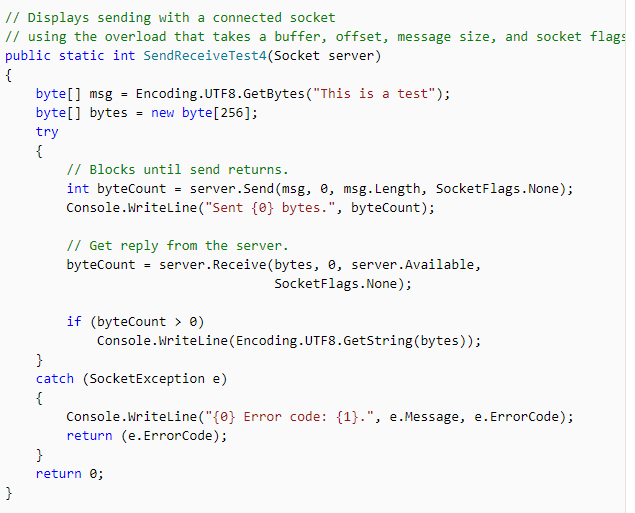 // Displays sending with a connected socket
// using the overload that takes a buffer, offset, message size, and socket flags
public static int SendReceiveTest4(Socket server)
{
    byte[] msg = Encoding.UTF8.GetBytes("This is a test");
    byte[] bytes = new byte[256];
    try
    {
        // Blocks until send returns.
        int byteCount = server.Send(msg, 0, msg.Length, SocketFlags.None);
        Console.WriteLine("Sent {0} bytes.", byteCount);

        // Get reply from the server.
        byteCount = server.Receive(bytes, 0, server.Available,
                                   SocketFlags.None);

        if (byteCount > 0)
            Console.WriteLine(Encoding.UTF8.GetString(bytes));
    }
    catch (SocketException e)
    {
        Console.WriteLine("{0} Error code: {1}.", e.Message, e.ErrorCode);
        return (e.ErrorCode);
    }
    return 0;
}